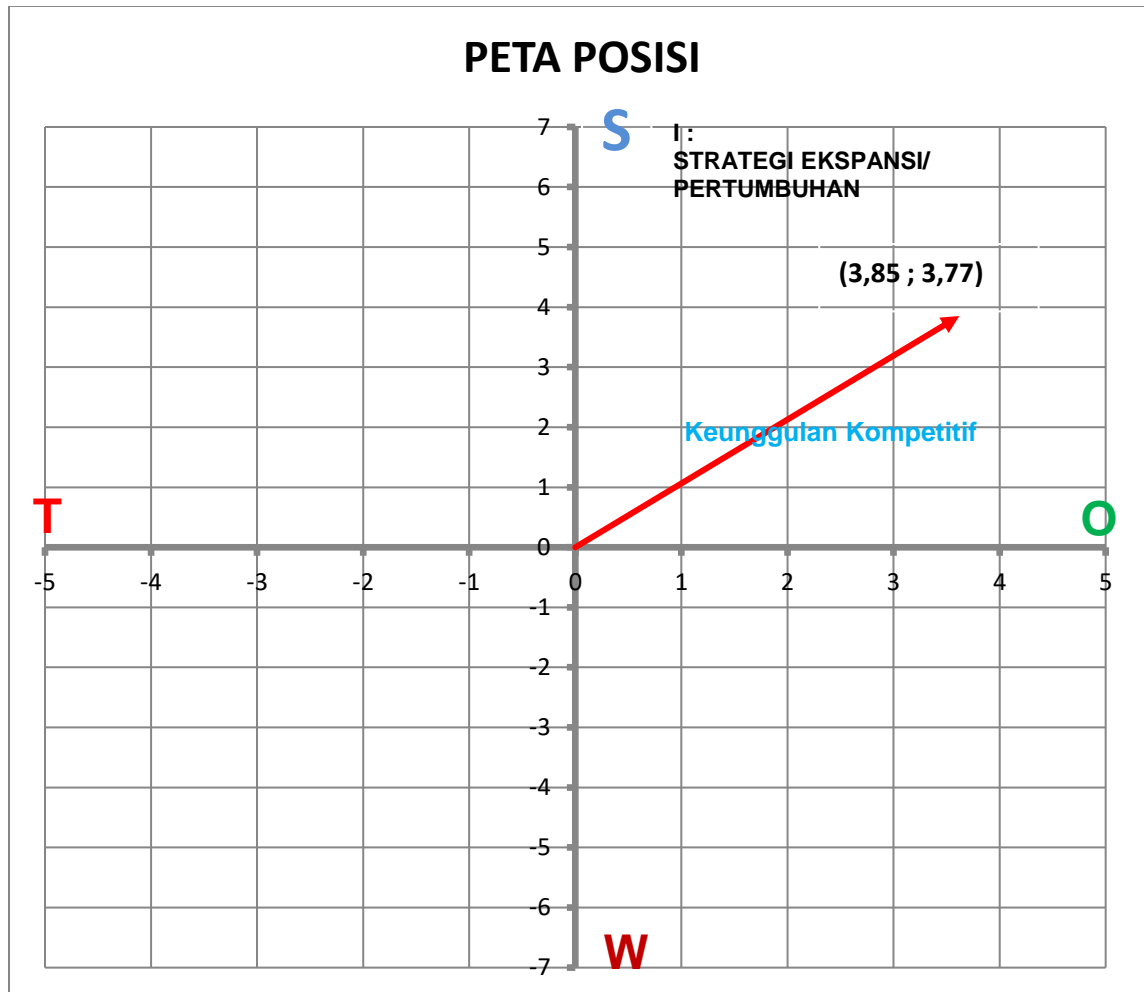 PETA POSISI
S
I :
STRATEGI EKSPANSI/
PERTUMBUHAN
(3,85 ; 3,77)
Keunggulan Kompetitif
T
O
W
7
6
5
4
3
2
1
0
-1
-2
-3
-4
-5
-6
-7
-5 -4 -3 -2 -1 0 1 2 3 4 5